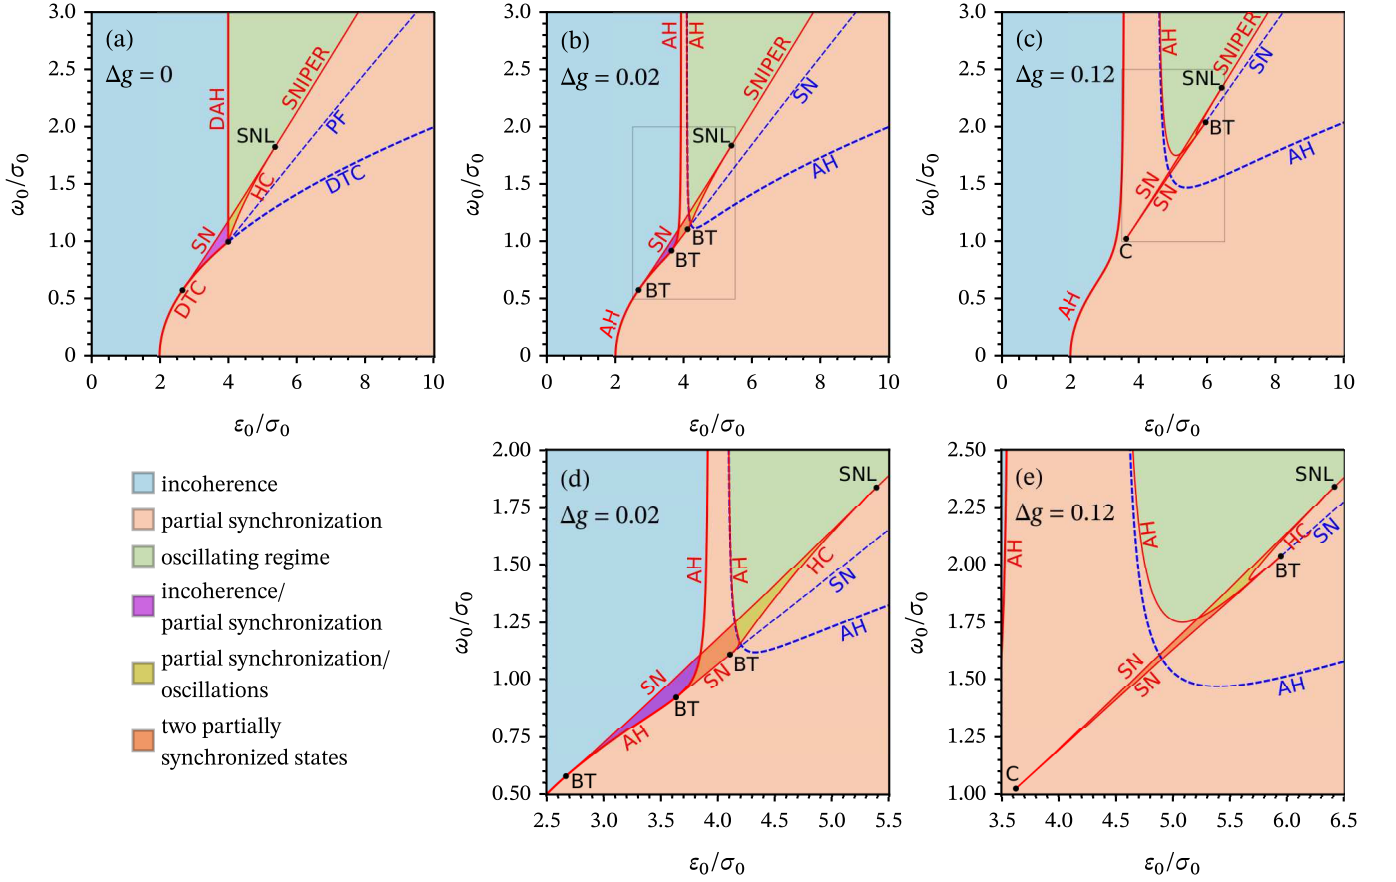 (a)
Δg = 0
3.0
2.5
2.0
1.5
1.0
0.5
0
ω₀/σ₀
DAH
SNIPER
SNL
PF
HC
DTC
SN
DTC
0
2
4
6
8
10
ε₀/σ₀
(b)
Δg = 0.02
3.0
2.5
2.0
1.5
1.0
0.5
0
ω₀/σ₀
AH
AH
SNIPER
SN
SNL
AH
SN
BT
BT
BT
AH
0
2
4
6
8
10
ε₀/σ₀
(c)
Δg = 0.12
3.0
2.5
2.0
1.5
1.0
0.5
0
ω₀/σ₀
AH
SNIPER
SN
SNL
BT
AH
SN
SN
C
AH
0
2
4
6
8
10
ε₀/σ₀
incoherence
partial synchronization
oscillating regime
incoherence/
partial synchronization
partial synchronization/
oscillations
two partially
synchronized states
(d)
Δg = 0.02
2.00
1.75
1.50
1.25
1.00
0.75
0.50
ω₀/σ₀
SNL
AH
AH
HC
SN
AH
BT
SN
SN
BT
AH
BT
2.5
3.0
3.5
4.0
4.5
5.0
5.5
ε₀/σ₀
(e)
Δg = 0.12
2.50
2.25
2.00
1.75
1.50
1.25
1.00
ω₀/σ₀
SNL
AH
AH
HC
SN
BT
SN
SN
AH
C
3.5
4.0
4.5
5.0
5.5
6.0
6.5
ε₀/σ₀